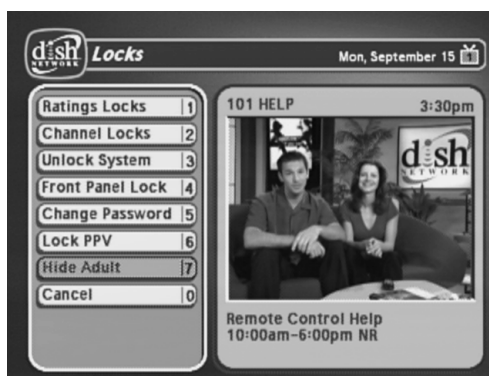 dish
NETWORK
Locks
Mon, September 15
1
Ratings Locks 1
Channel Locks 2
Unlock System 3
Front Panel Lock 4
Change Password 5
Lock PPV 6
Hide Adult 7
Cancel 0
101 HELP 3:30pm
dish
NETWORK
Remote Control Help
10:00am-6:00pm NR